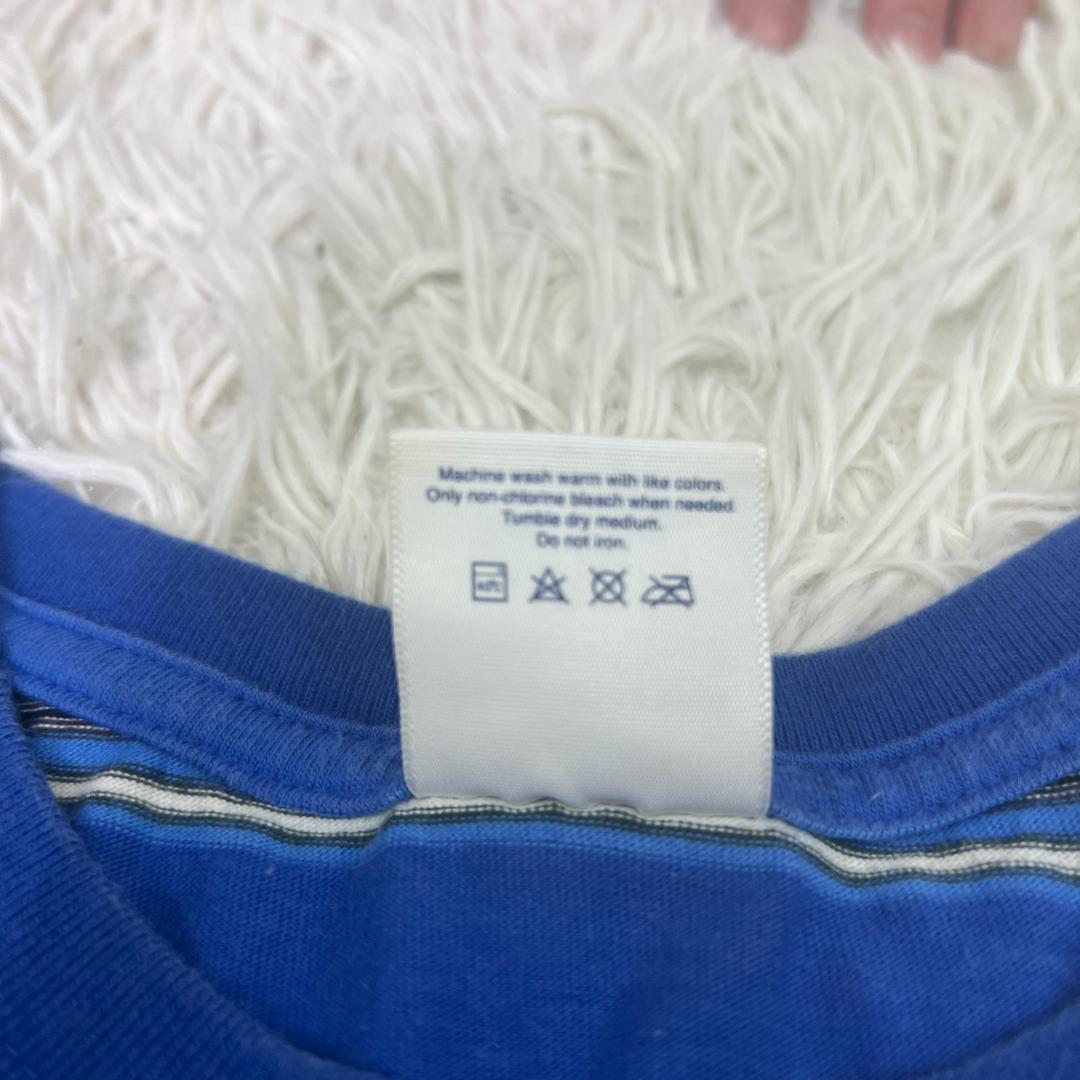 Machine wash warm with like colors.
Only non-chlorine bleach when needed.
Tumble dry medium.
Do not iron.